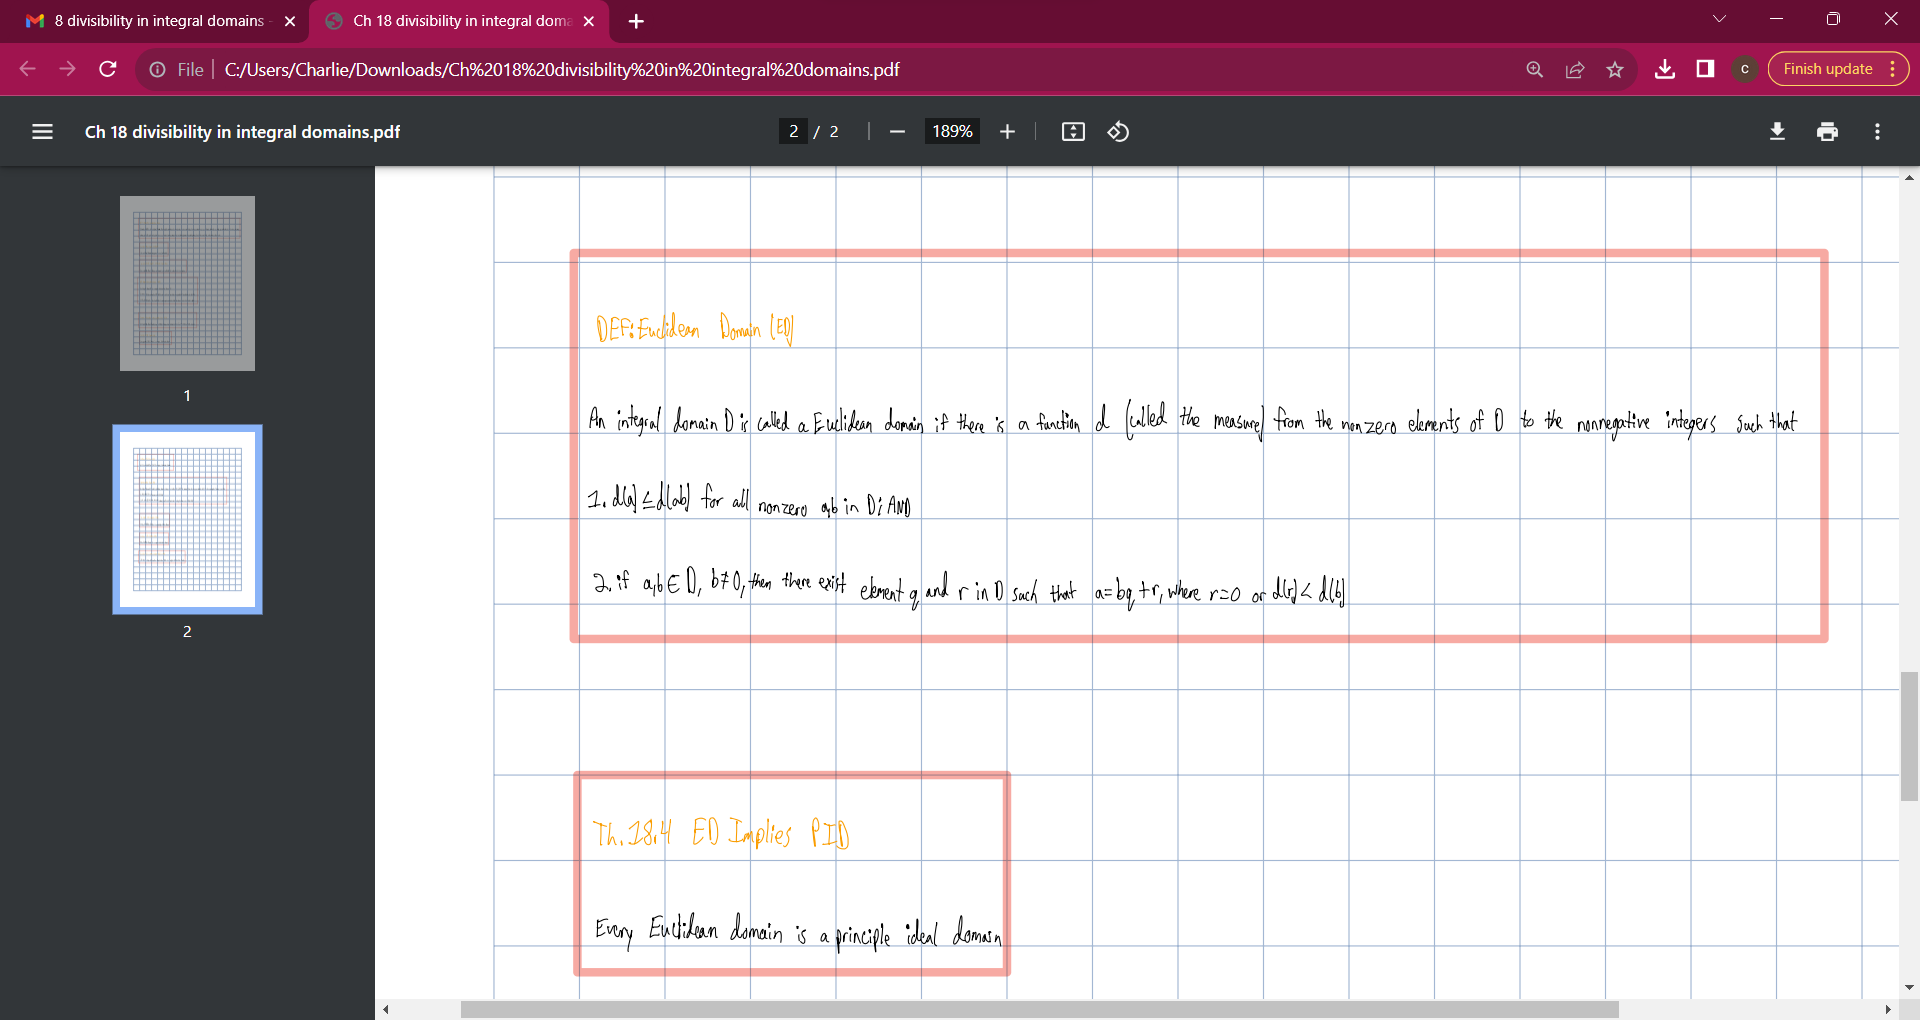 8 divisibility in integral domains -
Ch 18 divisibility in integral doma
File
C:/Users/Charlie/Downloads/Ch%2018%20divisibility%20in%20integral%20domains.pdf
C
Finish update
Ch 18 divisibility in integral domains.pdf
2 / 2
189%
1
2
DEF: Euclidean Domain (ED)
An integral domain D is called a Euclidean domain if there is a function d (called the measure) from the nonzero elements of D to the nonnegative integers such that
1. d(a) ≤ d(ab) for all nonzero a,b in D; AND
2. if a,b ∈ D, b≠0, then there exist element q and r in D such that a=bq+r, where r=0 or d(r) < d(b)
Th. 18.4 ED Implies PID
Every Euclidean domain is a principle ideal domain